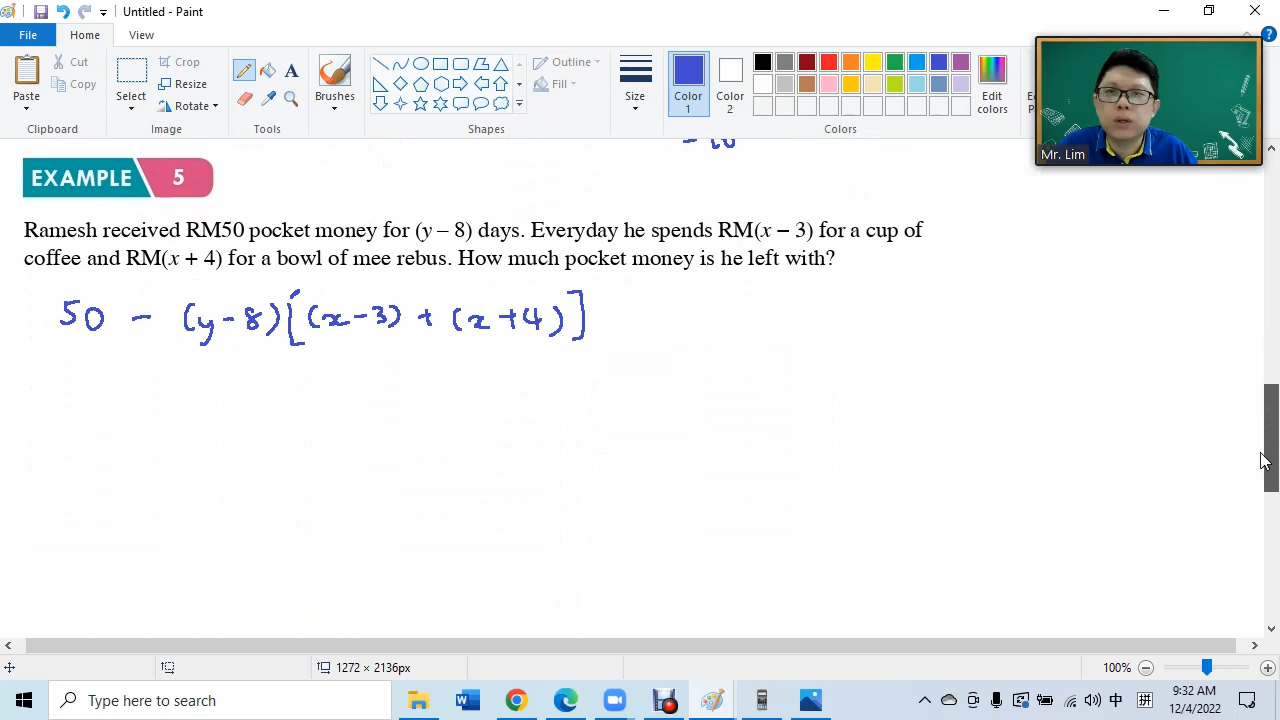 Untitled - Paint
File Home View
Paste
Cut
Copy
Clipboard
Select
Crop
Resize
Rotate
Image
A
Tools
Brushes
Outline
Fill
Shapes
Size
Color 1
Color 2
Edit colors
Colors
Mr. Lim
EXAMPLE 5
Ramesh received RM50 pocket money for (y – 8) days. Everyday he spends RM(x – 3) for a cup of
coffee and RM(x + 4) for a bowl of mee rebus. How much pocket money is he left with?
50 - (y-8)[(x-3) + (x+4)]
1272 × 2136px
100%
Type here to search
中
拼
9:32 AM
12/4/2022